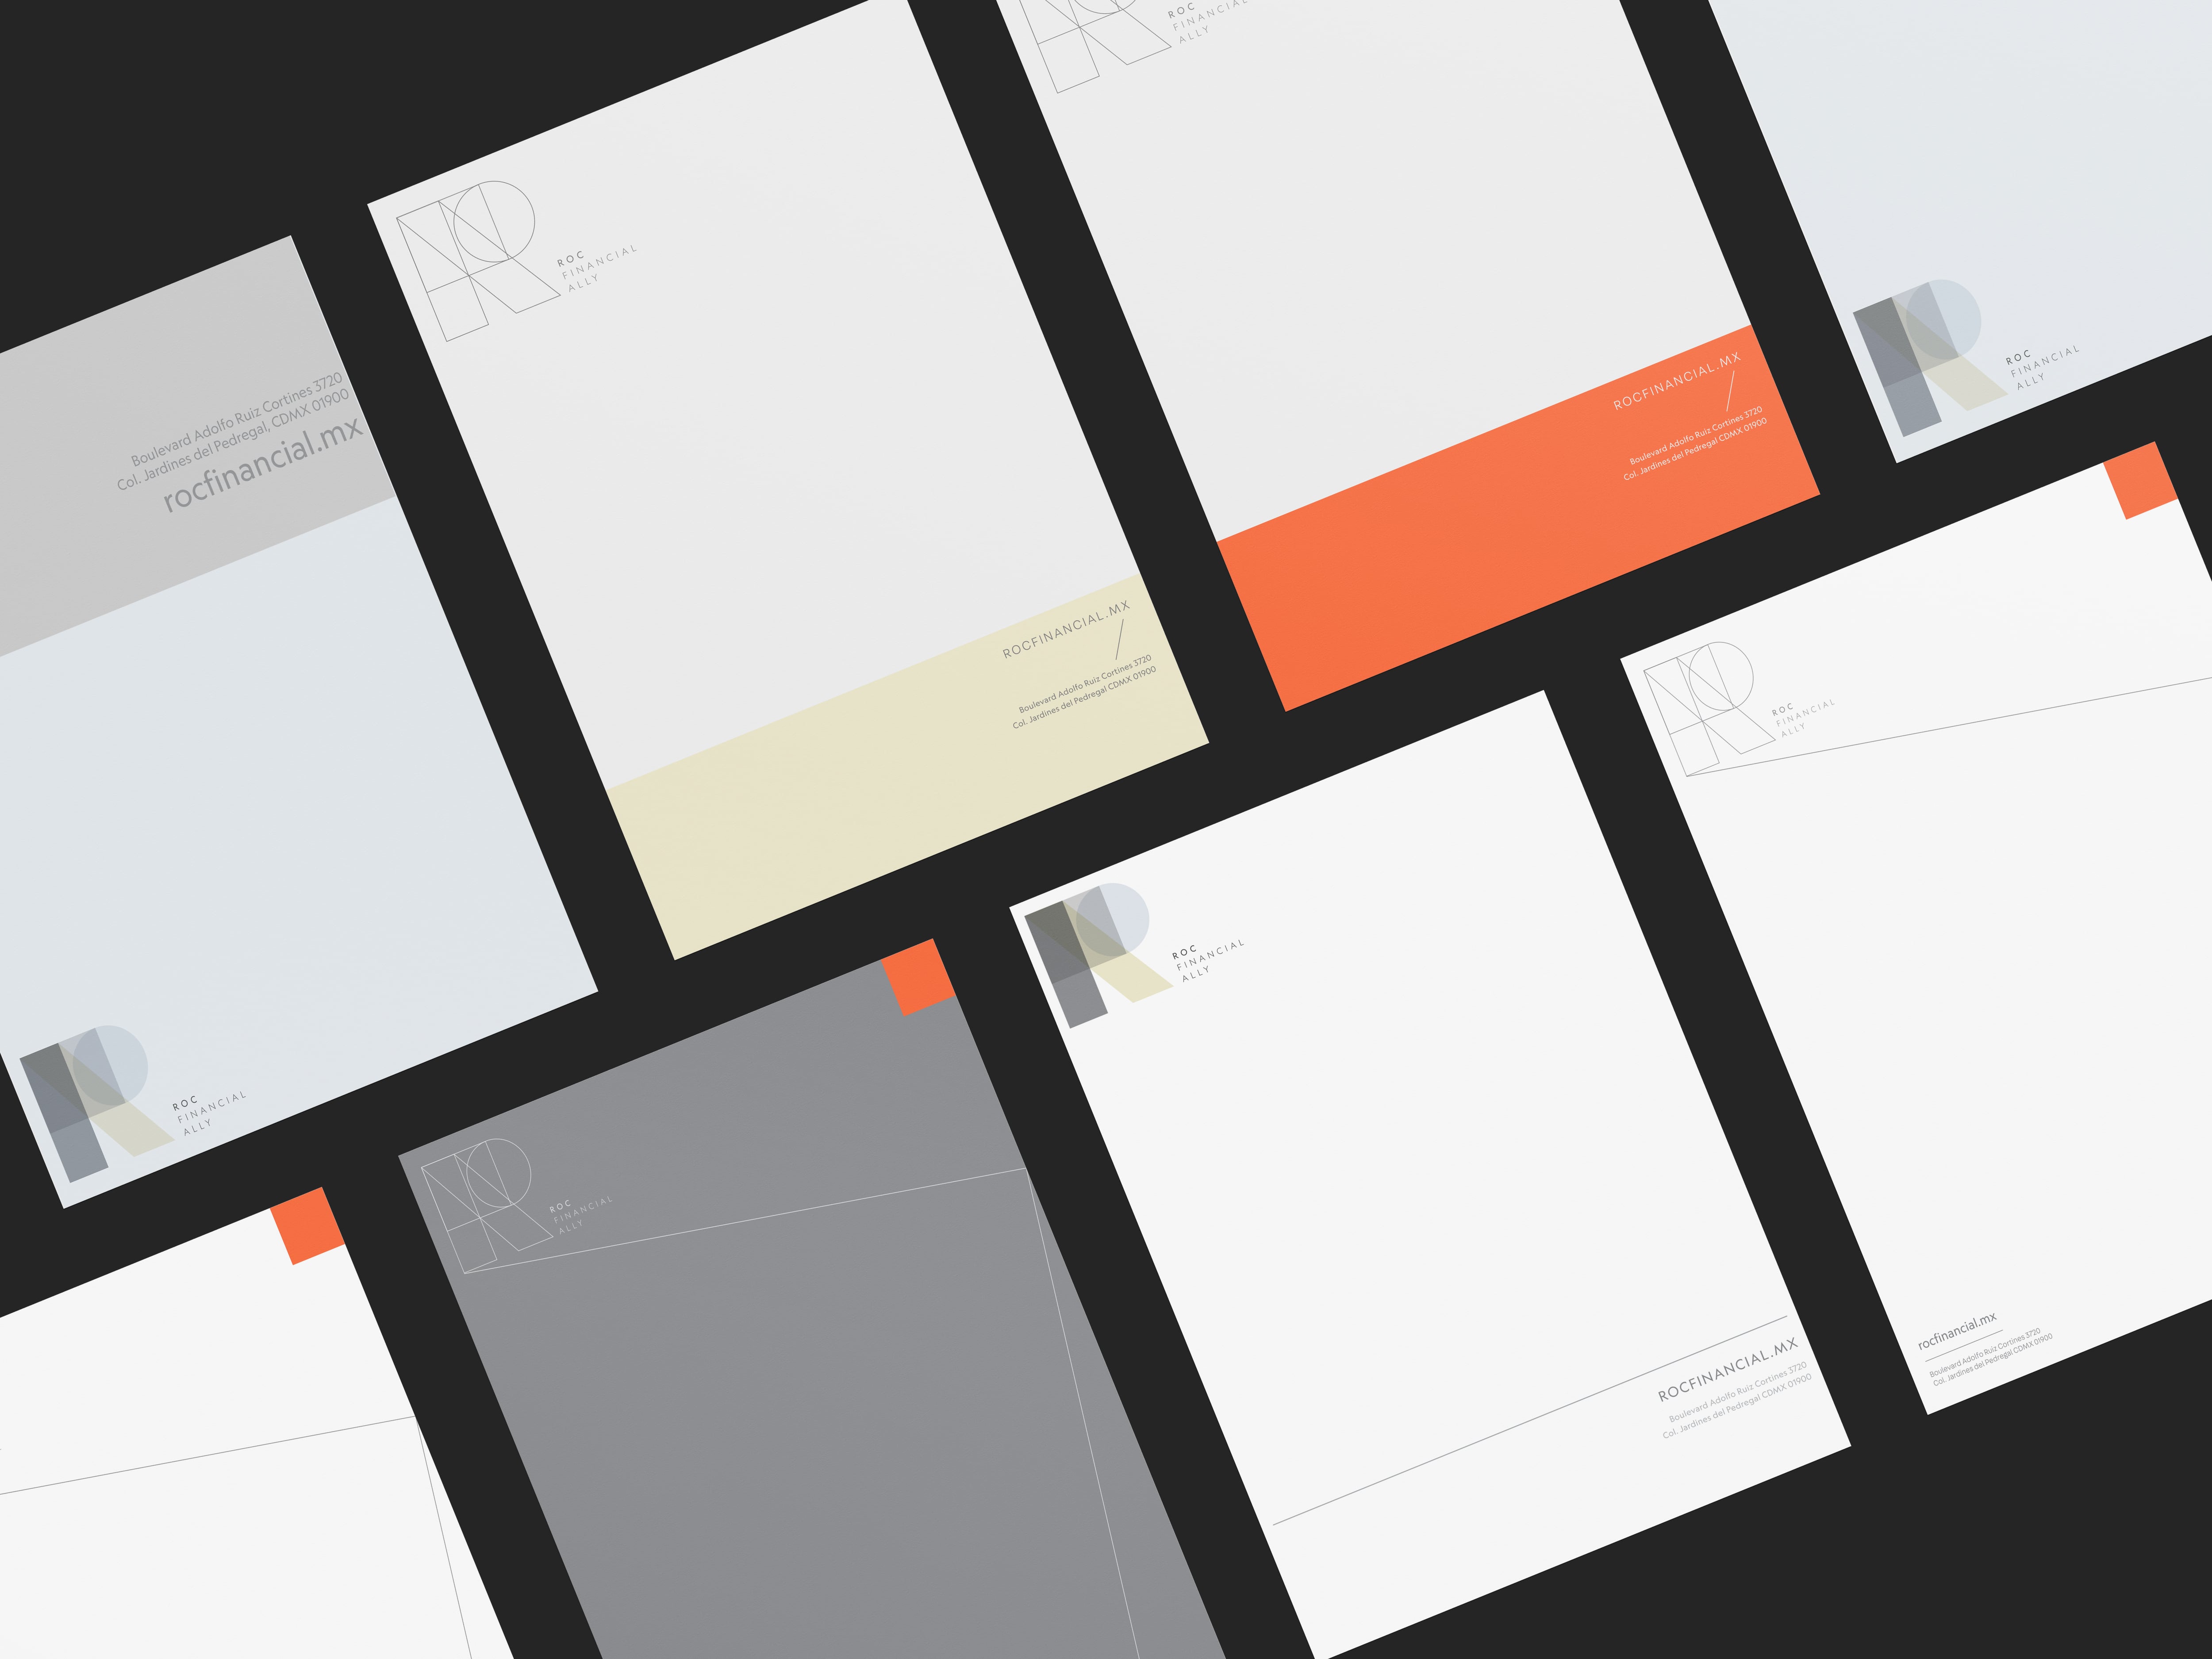 Boulevard Adolfo Ruiz Cortines 3720
Col. Jardines del Pedregal, CDMX 01900
rocfinancial.mx
ROC
FINANCIAL
ALLY
ROC
FINANCIAL
ALLY
ROCFINANCIAL.MX
Boulevard Adolfo Ruiz Cortines 3720
Col. Jardines del Pedregal CDMX 01900
ROC
FINANCIAL
ALLY
ROCFINANCIAL.MX
Boulevard Adolfo Ruiz Cortines 3720
Col. Jardines del Pedregal CDMX 01900
ROC
FINANCIAL
ALLY
ROC
FINANCIAL
ALLY
ROC
FINANCIAL
ALLY
ROCFINANCIAL.MX
Boulevard Adolfo Ruiz Cortines 3720
Col. Jardines del Pedregal CDMX 01900
ROC
FINANCIAL
ALLY
rocfinancial.mx
Boulevard Adolfo Ruiz Cortines 3720
Col. Jardines del Pedregal CDMX 01900